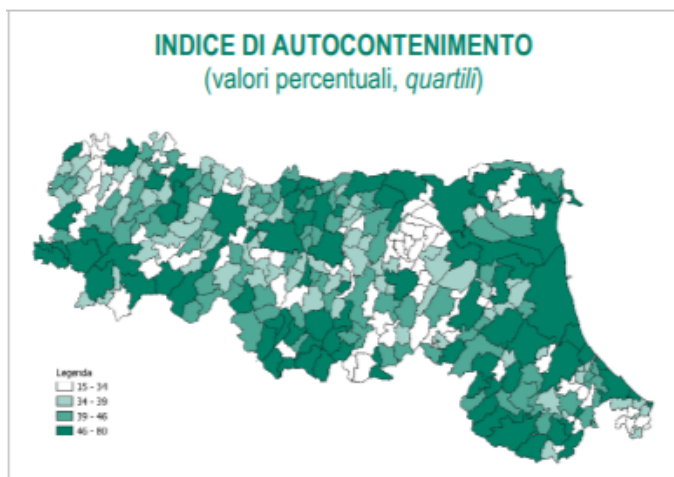 INDICE DI AUTOCONTENIMENTO
(valori percentuali, quartili)
Legenda
15 - 34
34 - 39
39 - 46
46 - 80